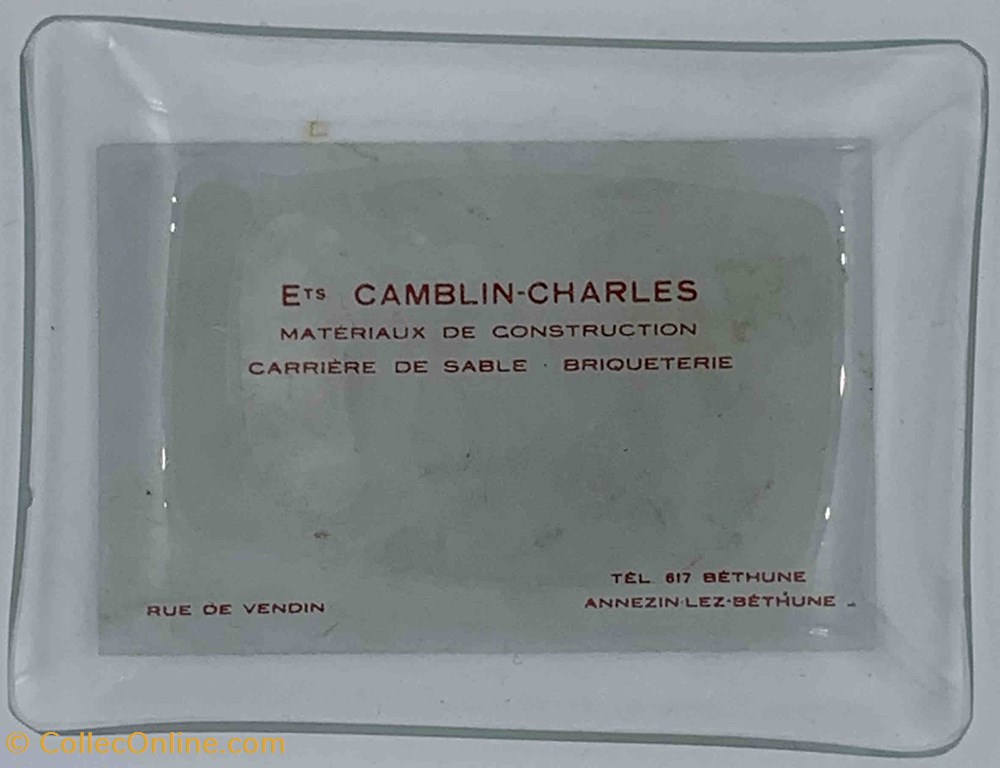 Ets CAMBLIN-CHARLES
MATÉRIAUX DE CONSTRUCTION
CARRIÈRE DE SABLE · BRIQUETERIE
TÉL. 617 BÉTHUNE
RUE DE VENDIN
ANNEZIN-LEZ-BÉTHUNE
© CollecOnline.com